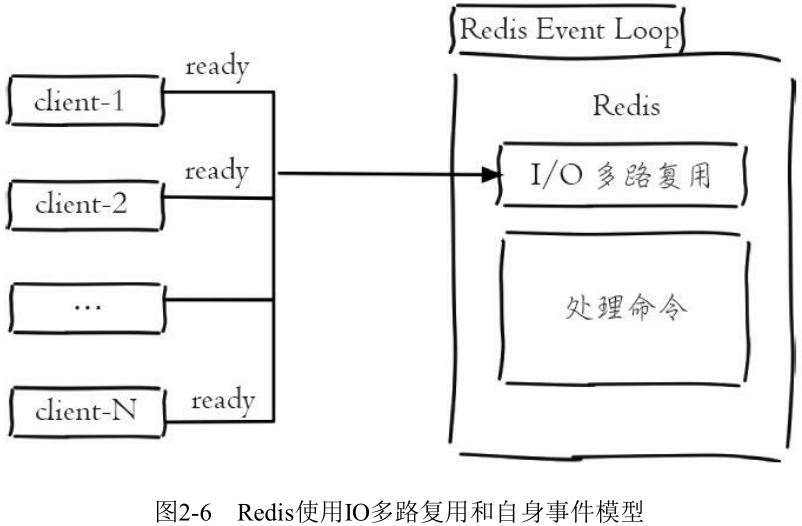 Redis Event Loop
ready
client-1
Redis
ready
I/O 多路复用
client-2
...
处理命令
client-N
ready
图2-6 Redis使用IO多路复用和自身事件模型